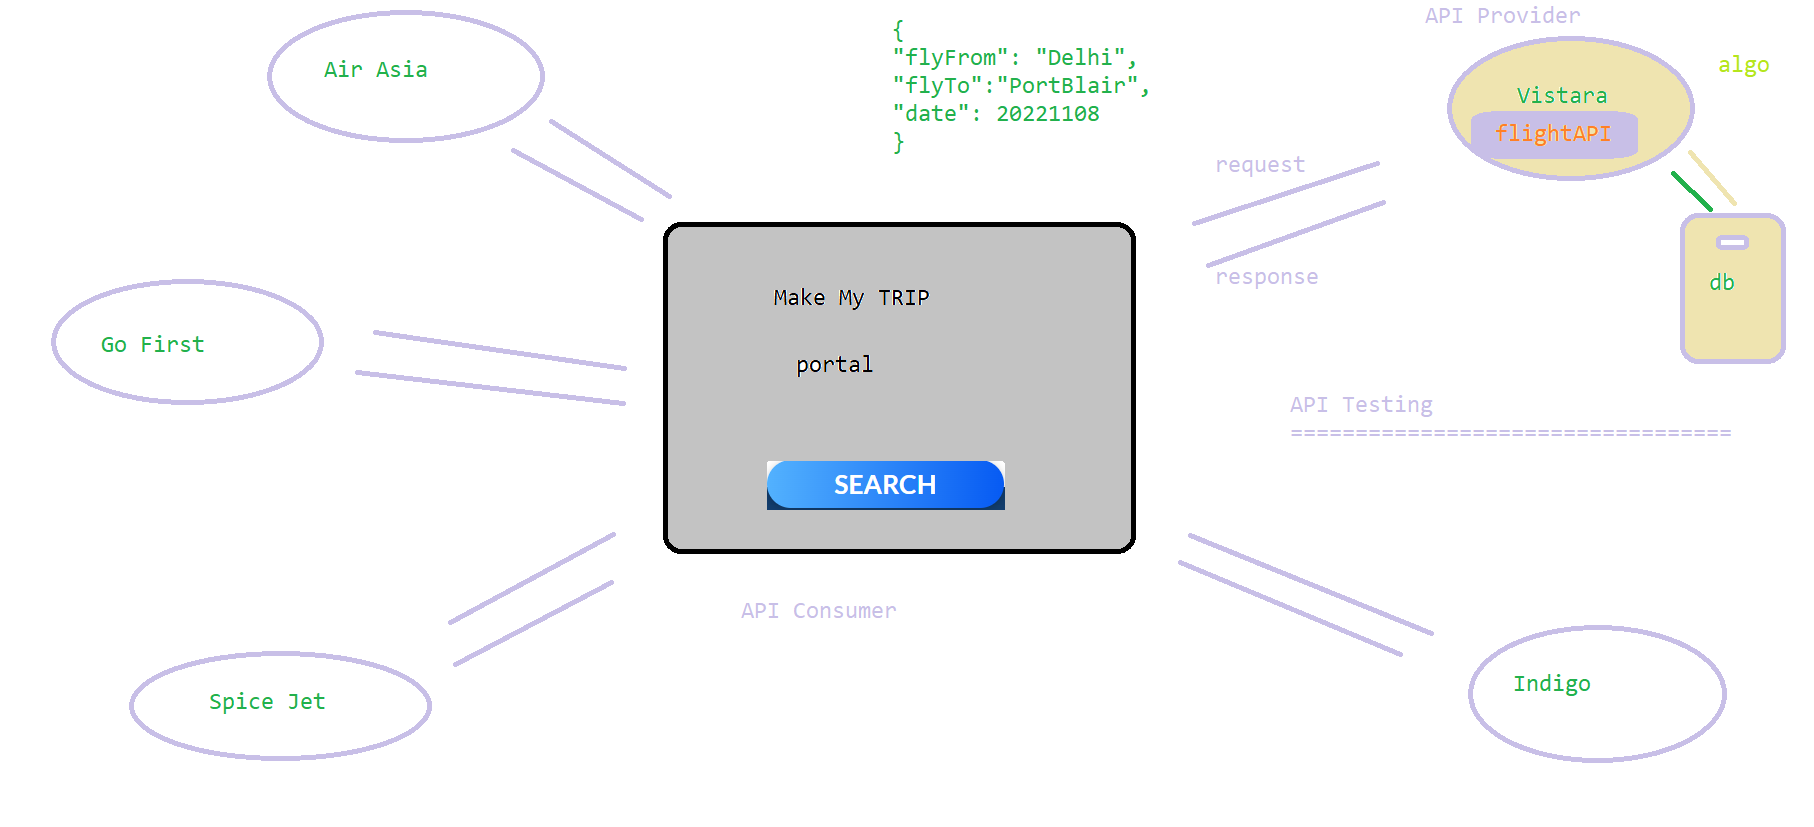 API Provider
Air Asia
{
"flyFrom": "Delhi",
"flyTo":"PortBlair",
"date": 20221108
}
algo
Vistara
flightAPI
request
response
db
Make My TRIP
portal
Go First
API Testing
==================================
SEARCH
API Consumer
Spice Jet
Indigo